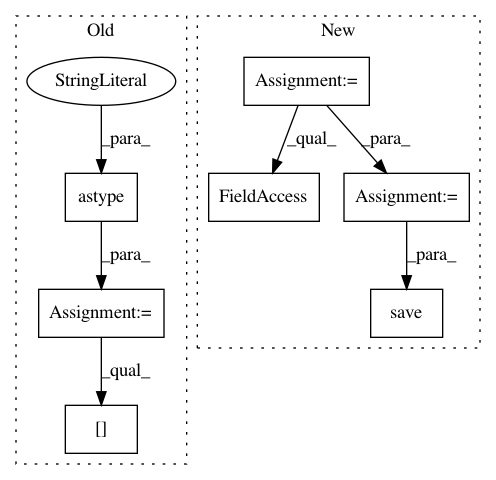 Old
StringLiteral
_para_
astype
_para_
Assignment:=
_qual_
[]
New
Assignment:=
_qual_
_para_
FieldAccess
Assignment:=
_para_
save